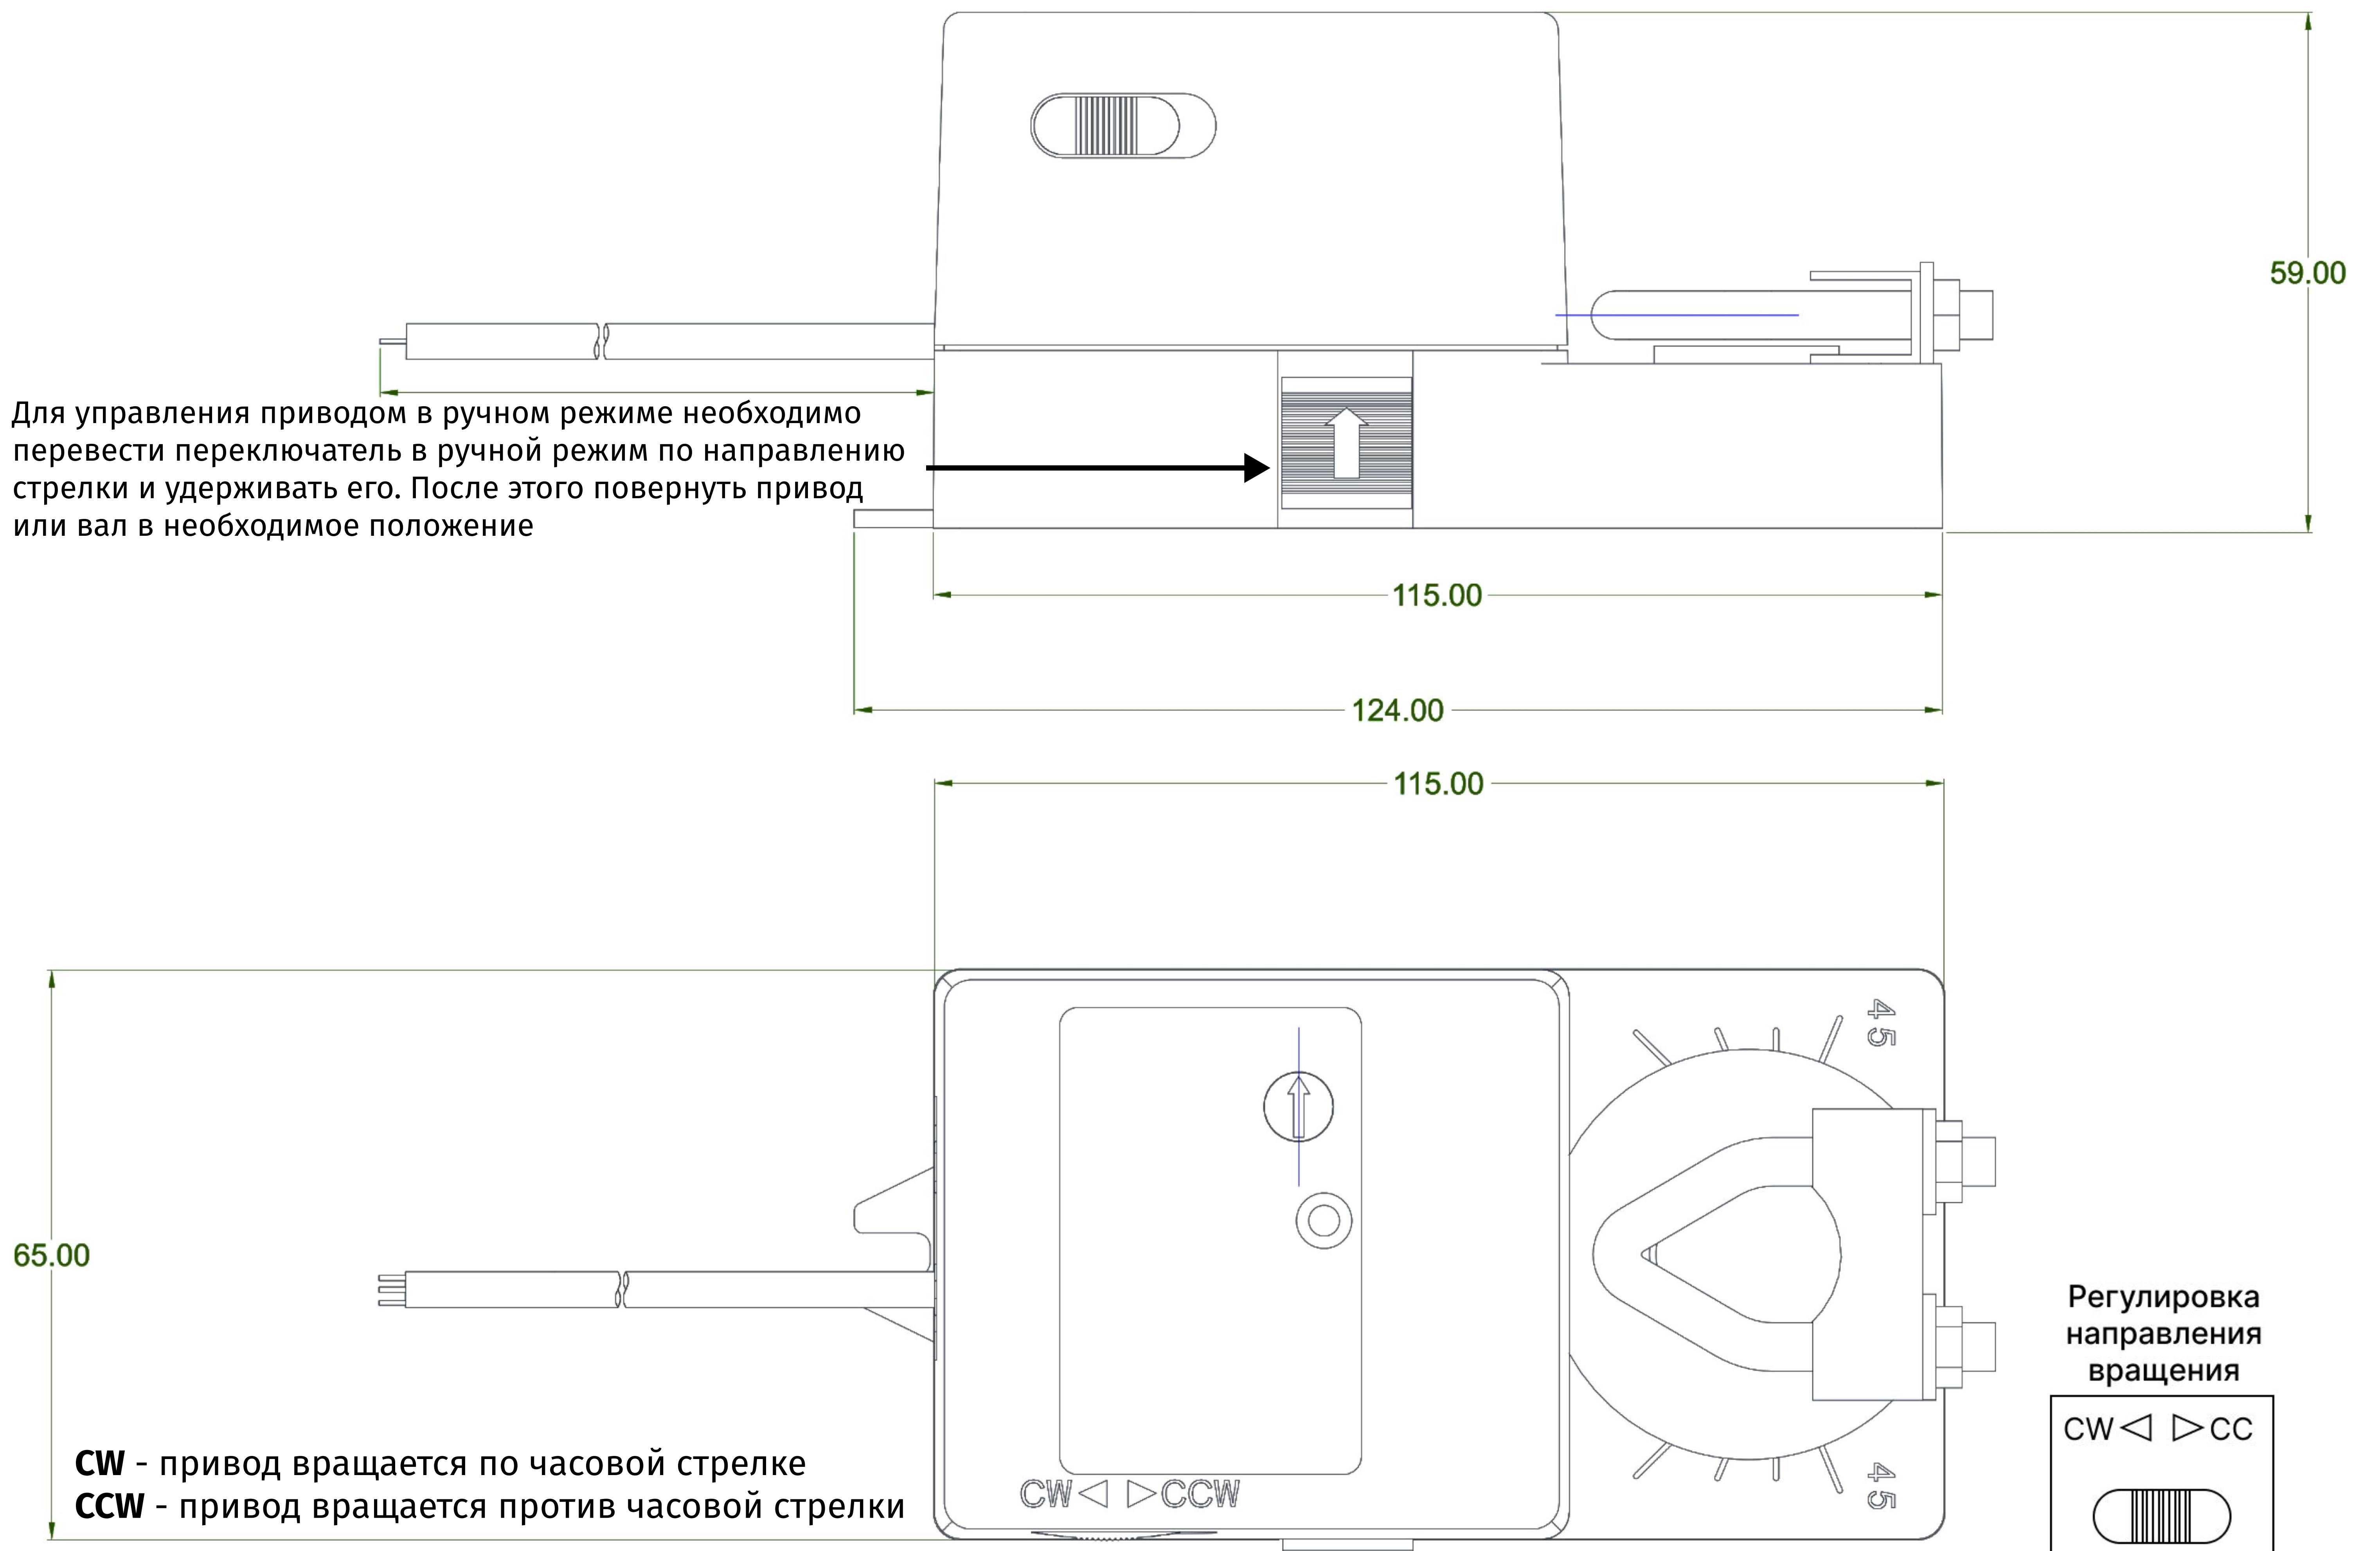 59.00
Для управления приводом в ручном режиме необходимо
перевести переключатель в ручной режим по направлению
стрелки и удерживать его. После этого повернуть привод
или вал в необходимое положение
115.00
124.00
115.00
45
65.00
Регулировка
направления
вращения
CW CC
CW - привод вращается по часовой стрелке
CCW - привод вращается против часовой стрелки
CW CCW
45